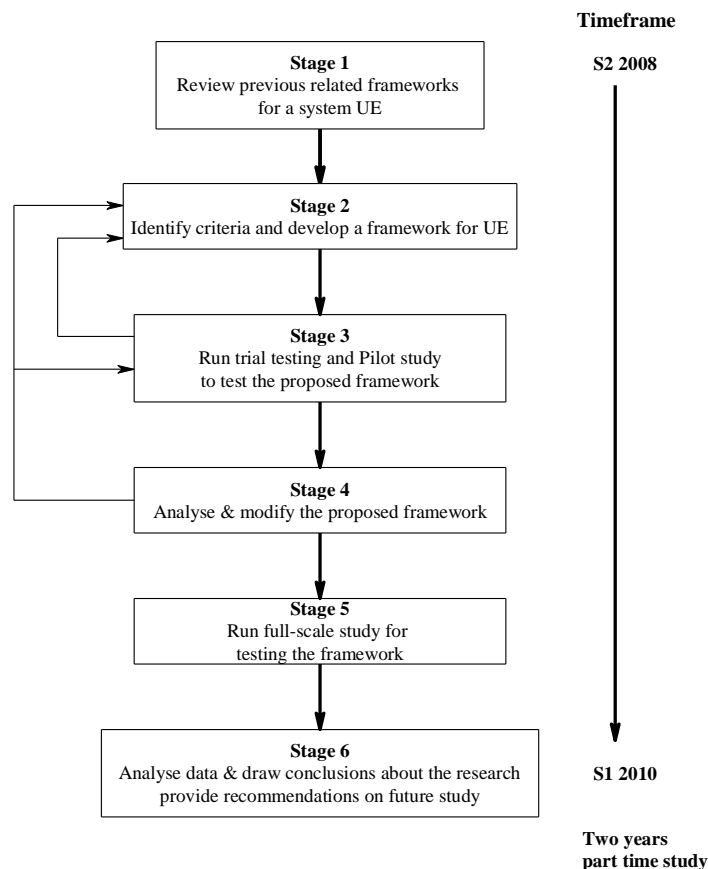 Timeframe
S2 2008
Stage 1
Review previous related frameworks
for a system UE
Stage 2
Identify criteria and develop a framework for UE
Stage 3
Run trial testing and Pilot study
to test the proposed framework
Stage 4
Analyse & modify the proposed framework
Stage 5
Run full-scale study for
testing the framework
Stage 6
Analyse data & draw conclusions about the research
provide recommendations on future study
S1 2010
Two years
part time study